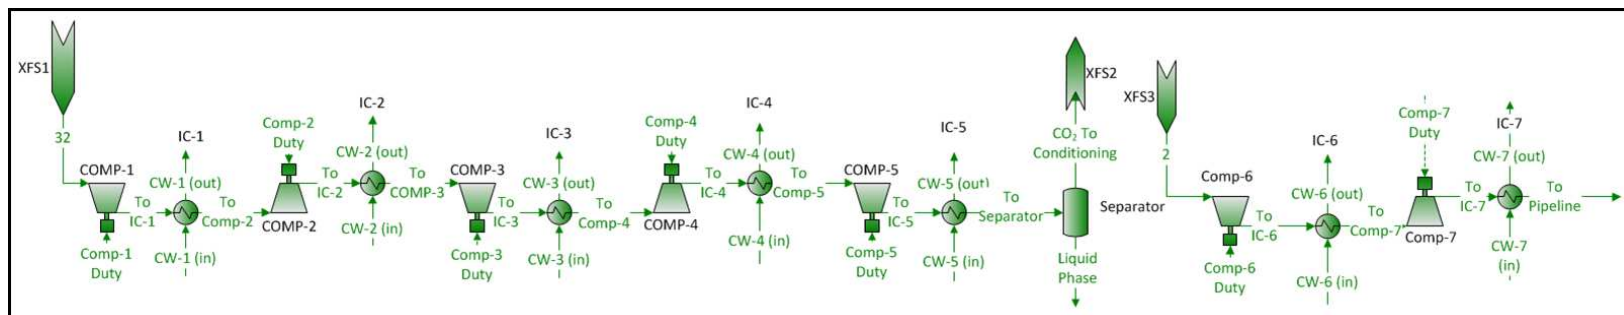 XFS1
32
COMP-1
Comp-1
Duty
To
IC-1
IC-1
CW-1 (out)
CW-1 (in)
To
Comp-2
Comp-2
Duty
COMP-2
To
IC-2
IC-2
CW-2 (out)
CW-2 (in)
To
COMP-3
COMP-3
Comp-3
Duty
To
IC-3
IC-3
CW-3 (out)
CW-3 (in)
To
Comp-4
Comp-4
Duty
COMP-4
To
IC-4
IC-4
CW-4 (out)
CW-4 (in)
To
Comp-5
COMP-5
Comp-5
Duty
To
IC-5
IC-5
CW-5 (out)
CW-5 (in)
To
Separator
XFS2
CO₂ To
Conditioning
Separator
Liquid
Phase
XFS3
2
Comp-6
Comp-6
Duty
To
IC-6
IC-6
CW-6 (out)
CW-6 (in)
To
Comp-7
Comp-7
Duty
Comp-7
To
IC-7
IC-7
CW-7 (out)
CW-7
(in)
To
Pipeline